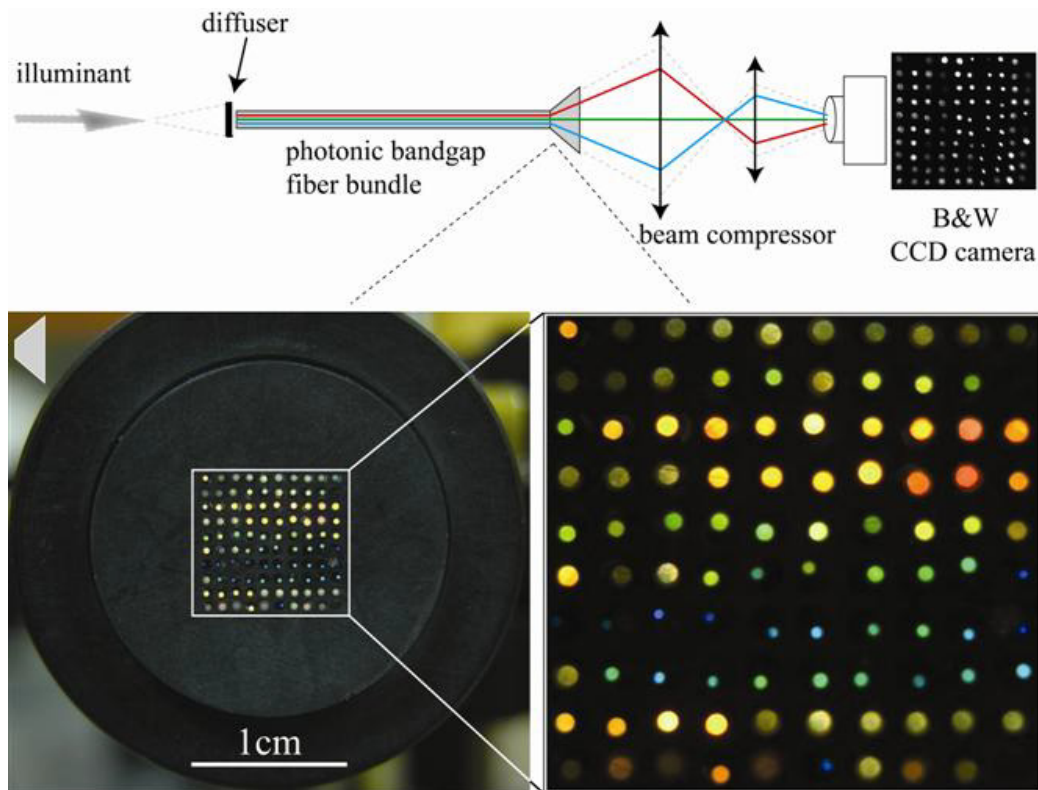 diffuser
illuminant
photonic bandgap
fiber bundle
beam compressor
B&W
CCD camera
1cm